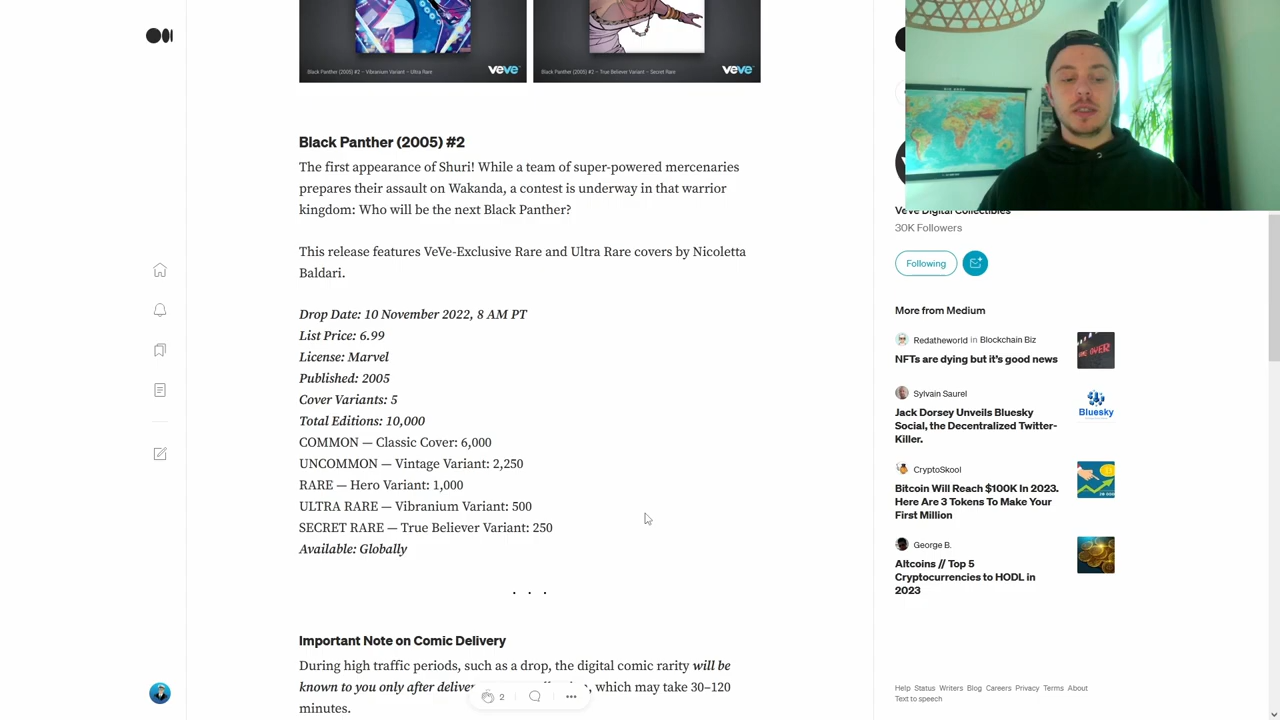 Black Panther (2005) #2 – Vibranium Variant – Ultra Rare
veve
Black Panther (2005) #2 – True Believer Variant – Secret Rare
veve
Black Panther (2005) #2
The first appearance of Shuri! While a team of super-powered mercenaries
prepares their assault on Wakanda, a contest is underway in that warrior
kingdom: Who will be the next Black Panther?
This release features VeVe-Exclusive Rare and Ultra Rare covers by Nicoletta
Baldari.
Drop Date: 10 November 2022, 8 AM PT
List Price: 6.99
License: Marvel
Published: 2005
Cover Variants: 5
Total Editions: 10,000
COMMON — Classic Cover: 6,000
UNCOMMON — Vintage Variant: 2,250
RARE — Hero Variant: 1,000
ULTRA RARE — Vibranium Variant: 500
SECRET RARE — True Believer Variant: 250
Available: Globally
. . .
Important Note on Comic Delivery
During high traffic periods, such as a drop, the digital comic rarity will be
known to you only after, which may take 30–120
minutes.
2
VeVe Digital Collectibles
30K Followers
Following
More from Medium
Redatheworld in Blockchain Biz
NFTs are dying but it's good news
Sylvain Saurel
Jack Dorsey Unveils Bluesky
Social, the Decentralized Twitter-
Killer.
Bluesky
CryptoSkool
Bitcoin Will Reach $100K In 2023.
Here Are 3 Tokens To Make Your
First Million
George B.
Altcoins // Top 5
Cryptocurrencies to HODL in
2023
Help Status Writers Blog Careers Privacy Terms About
Text to speech